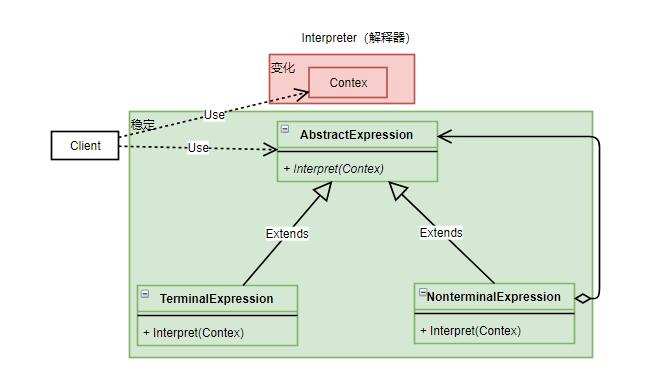 Interpreter（解释器）
变化
Contex
Use
稳定
Client
Use
AbstractExpression
+ Interpret(Contex)
Extends
Extends
TerminalExpression
+ Interpret(Contex)
NonterminalExpression
+ Interpret(Contex)